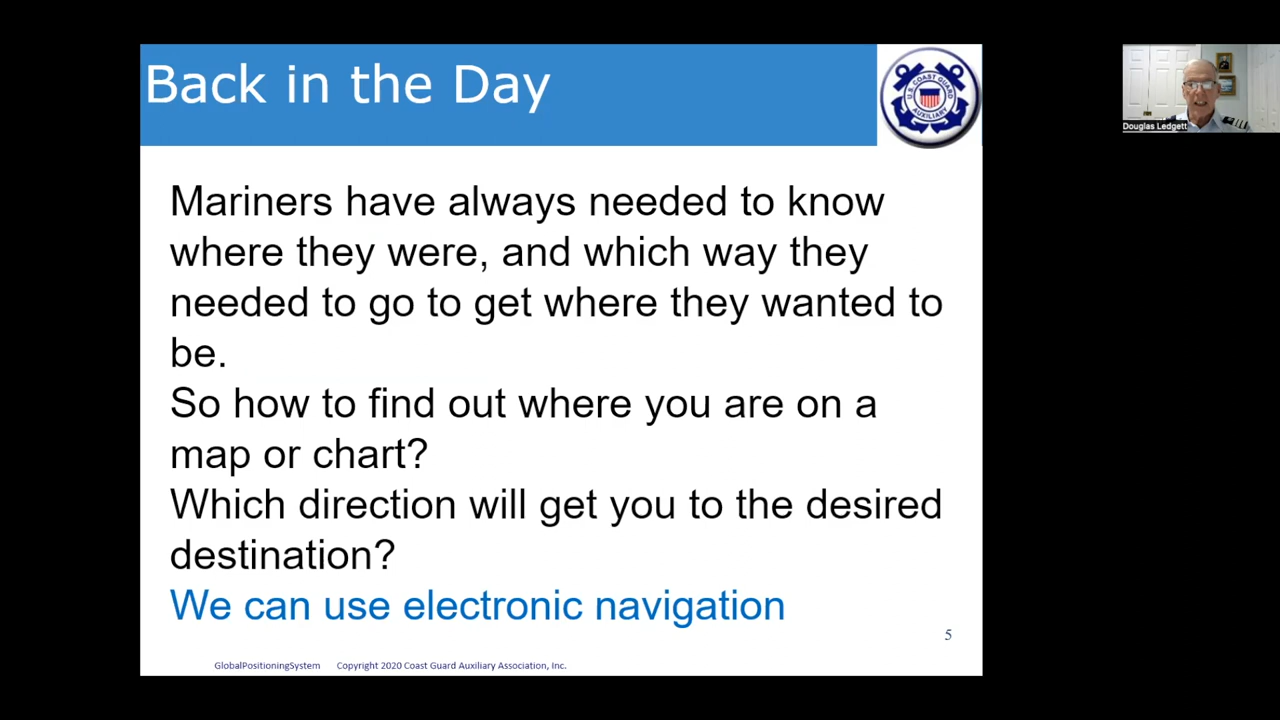 Back in the Day
U.S. COAST GUARD
AUXILIARY
Douglas Ledgett
Mariners have always needed to know
where they were, and which way they
needed to go to get where they wanted to
be.
So how to find out where you are on a
map or chart?
Which direction will get you to the desired
destination?
We can use electronic navigation
5
GlobalPositioningSystem Copyright 2020 Coast Guard Auxiliary Association, Inc.